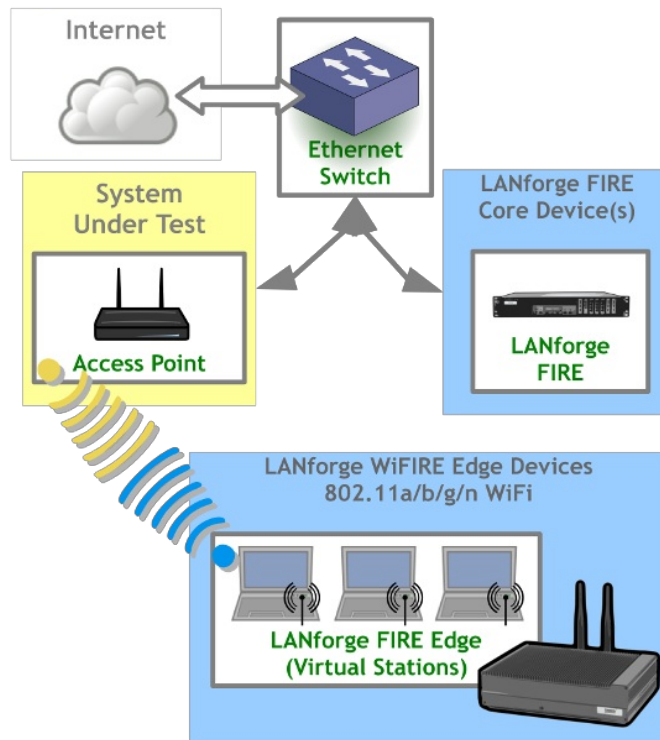 Internet
Ethernet
Switch
System
Under Test
Access Point
LANforge FIRE
Core Device(s)
LANforge
FIRE
LANforge WiFIRE Edge Devices
802.11a/b/g/n WiFi
LANforge FIRE Edge
(Virtual Stations)